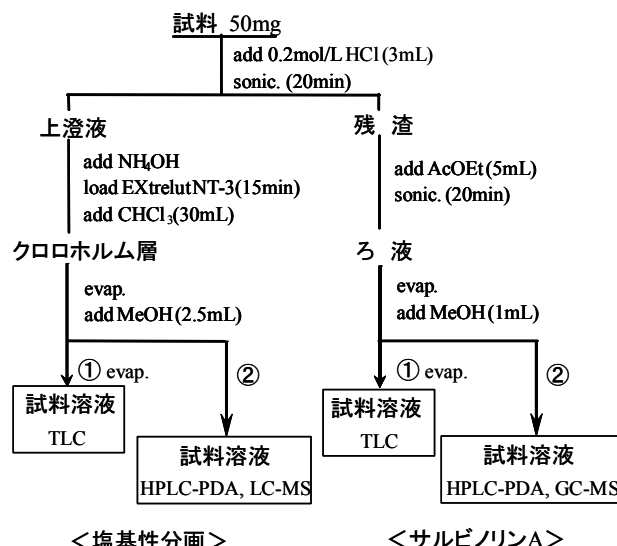 試料 50mg
add 0.2mol/L HCl(3mL)
sonic. (20min)
上澄液
add NH4OH
load EXtrelutNT-3(15min)
add CHCl3(30mL)
クロロホルム層
evap.
add MeOH(2.5mL)
① evap.
②
試料溶液
TLC
試料溶液
HPLC-PDA, LC-MS
<塩基性分画>
残 渣
add AcOEt(5mL)
sonic. (20min)
ろ 液
evap.
add MeOH(1mL)
① evap.
②
試料溶液
TLC
試料溶液
HPLC-PDA, GC-MS
<サルビノリンA>